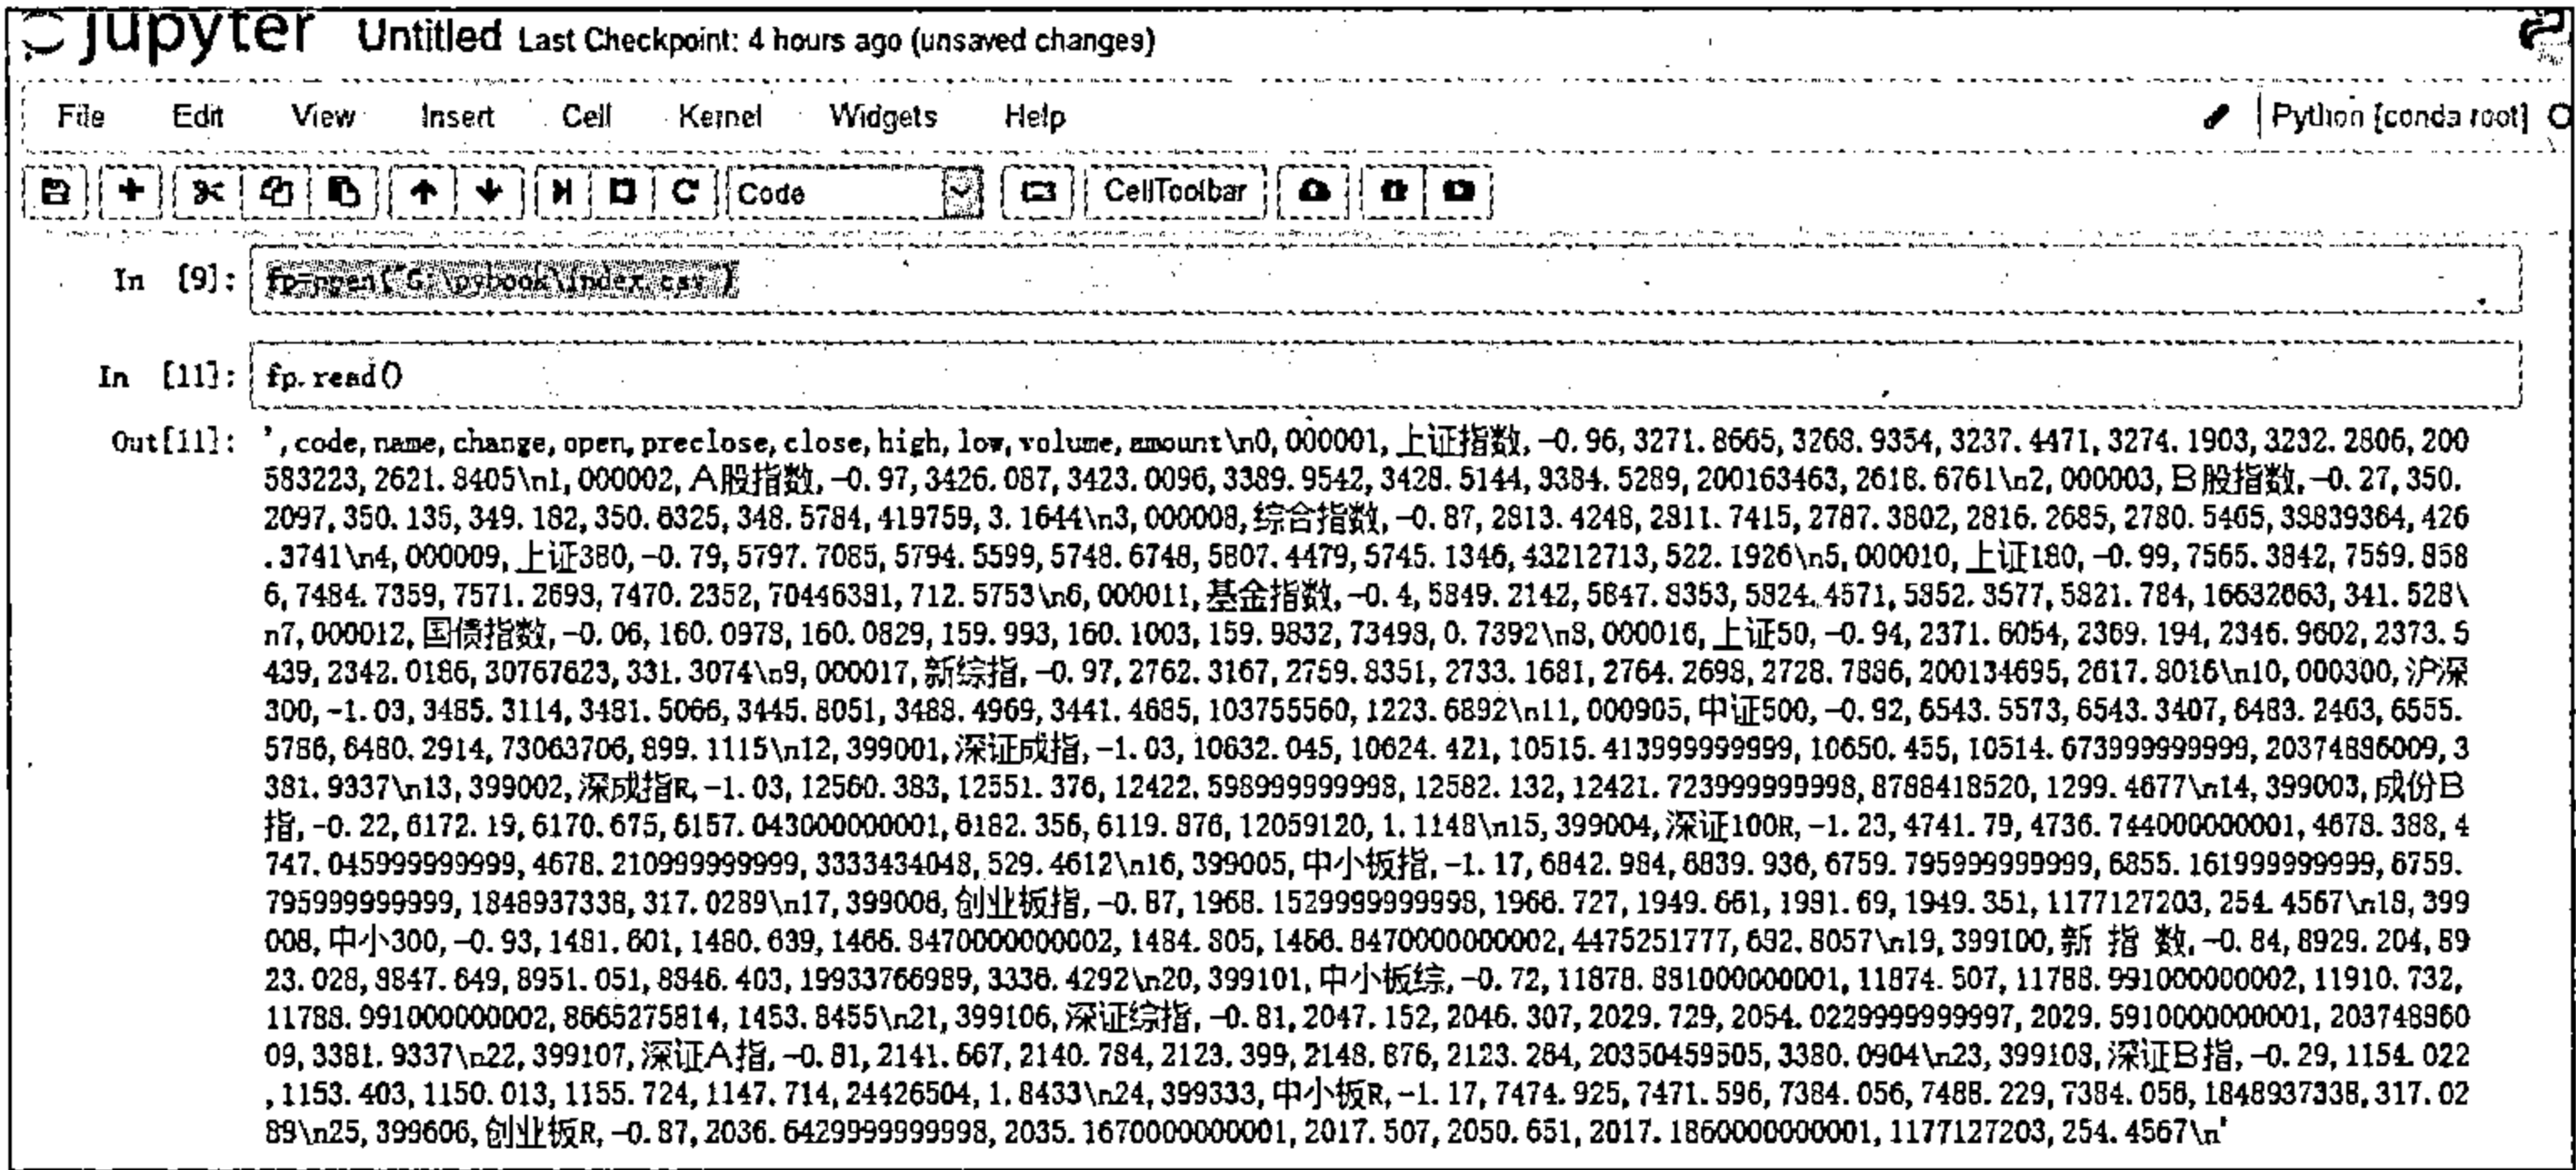 jupyter Untitled Last Checkpoint: 4 hours ago (unsaved changes)
File Edit View Insert Cell Kernel Widgets Help Python [conda root]
Code CellToolbar
In [9]: fp=open("G:\pybook\index.csv")
In [11]: fp.read()
Out[11]: ',code,name,change,open,preclose,close,high,low,volume,amount\n0,000001,上证指数,-0.96,3271.8665,3268.9354,3237.4471,3274.1903,3232.2806,200
583223,2621.8405\n1,000002,A股指数,-0.97,3426.087,3423.0096,3389.9542,3428.5144,3384.5289,200163463,2618.6761\n2,000003,B股指数,-0.27,350.
2097,350.135,349.182,350.6325,348.5784,419759,3.1644\n3,000008,综合指数,-0.87,2813.4248,2811.7415,2787.3802,2816.2685,2780.5465,39839364,426
.3741\n4,000009,上证380,-0.79,5797.7085,5794.5599,5748.6748,5807.4479,5745.1346,43212713,522.1926\n5,000010,上证180,-0.99,7565.3842,7559.858
6,7484.7359,7571.2693,7470.2352,70446381,712.5753\n6,000011,基金指数,-0.4,5849.2142,5847.8353,5824.4571,5852.3577,5821.784,16632663,341.528\
n7,000012,国债指数,-0.06,160.0978,160.0829,159.993,160.1003,159.9832,73498,0.7392\n8,000016,上证50,-0.94,2371.6054,2369.194,2346.9602,2373.5
439,2342.0186,30767623,331.3074\n9,000017,新综指,-0.97,2762.3167,2759.8351,2733.1681,2764.2698,2728.7886,200134695,2617.8016\n10,000300,沪深
300,-1.03,3485.3114,3481.5066,3445.8051,3488.4969,3441.4685,103755560,1223.6892\n11,000905,中证500,-0.92,6543.5573,6543.3407,6483.2463,6555.
5786,6480.2914,73063706,899.1115\n12,399001,深证成指,-1.03,10632.045,10624.421,10515.413999999999,10650.455,10514.673999999999,20374896009,3
381.9337\n13,399002,深成指R,-1.03,12560.383,12551.376,12422.598999999998,12582.132,12421.723999999998,8788418520,1299.4677\n14,399003,成份B
指,-0.22,6172.19,6170.675,6157.043000000001,6182.356,6119.876,12059120,1.1148\n15,399004,深证100R,-1.23,4741.79,4736.744000000001,4678.388,4
747.045999999999,4678.210999999999,3333434048,529.4612\n16,399005,中小板指,-1.17,6842.984,6839.936,6759.795999999999,6855.161999999999,6759.
795999999999,1848937338,317.0289\n17,399006,创业板指,-0.87,1968.1529999999998,1966.727,1949.661,1981.69,1949.351,1177127203,254.4567\n18,399
008,中小300,-0.93,1481.601,1480.639,1466.8470000000002,1484.805,1466.8470000000002,4475251777,692.8057\n19,399100,新 指 数,-0.84,8929.204,89
23.028,8847.649,8951.051,8846.403,19933766989,3336.4292\n20,399101,中小板综,-0.72,11878.881000000001,11874.507,11788.991000000002,11910.732,
11788.991000000002,8665275814,1453.8455\n21,399106,深证综指,-0.81,2047.152,2046.307,2029.729,2054.0229999999997,2029.5910000000001,203748960
09,3381.9337\n22,399107,深证A指,-0.81,2141.667,2140.784,2123.399,2148.876,2123.264,20350459505,3380.0904\n23,399108,深证B指,-0.29,1154.022
,1153.403,1150.013,1155.724,1147.714,24426504,1.8433\n24,399333,中小板R,-1.17,7474.925,7471.596,7384.056,7488.229,7384.056,1848937338,317.02
89\n25,399606,创业板R,-0.87,2036.6429999999998,2035.1670000000001,2017.507,2050.651,2017.1860000000001,1177127203,254.4567\n'